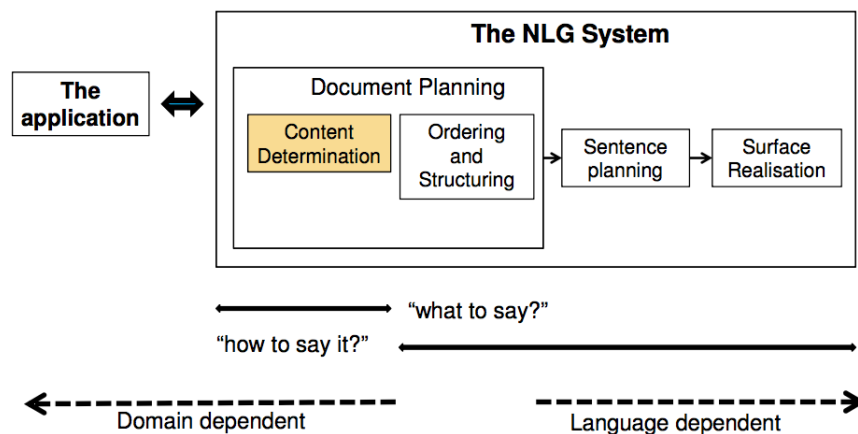 The NLG System
The
application
Document Planning
Content
Determination
Ordering
and
Structuring
Sentence
planning
Surface
Realisation
“what to say?”
“how to say it?”
Domain dependent
Language dependent